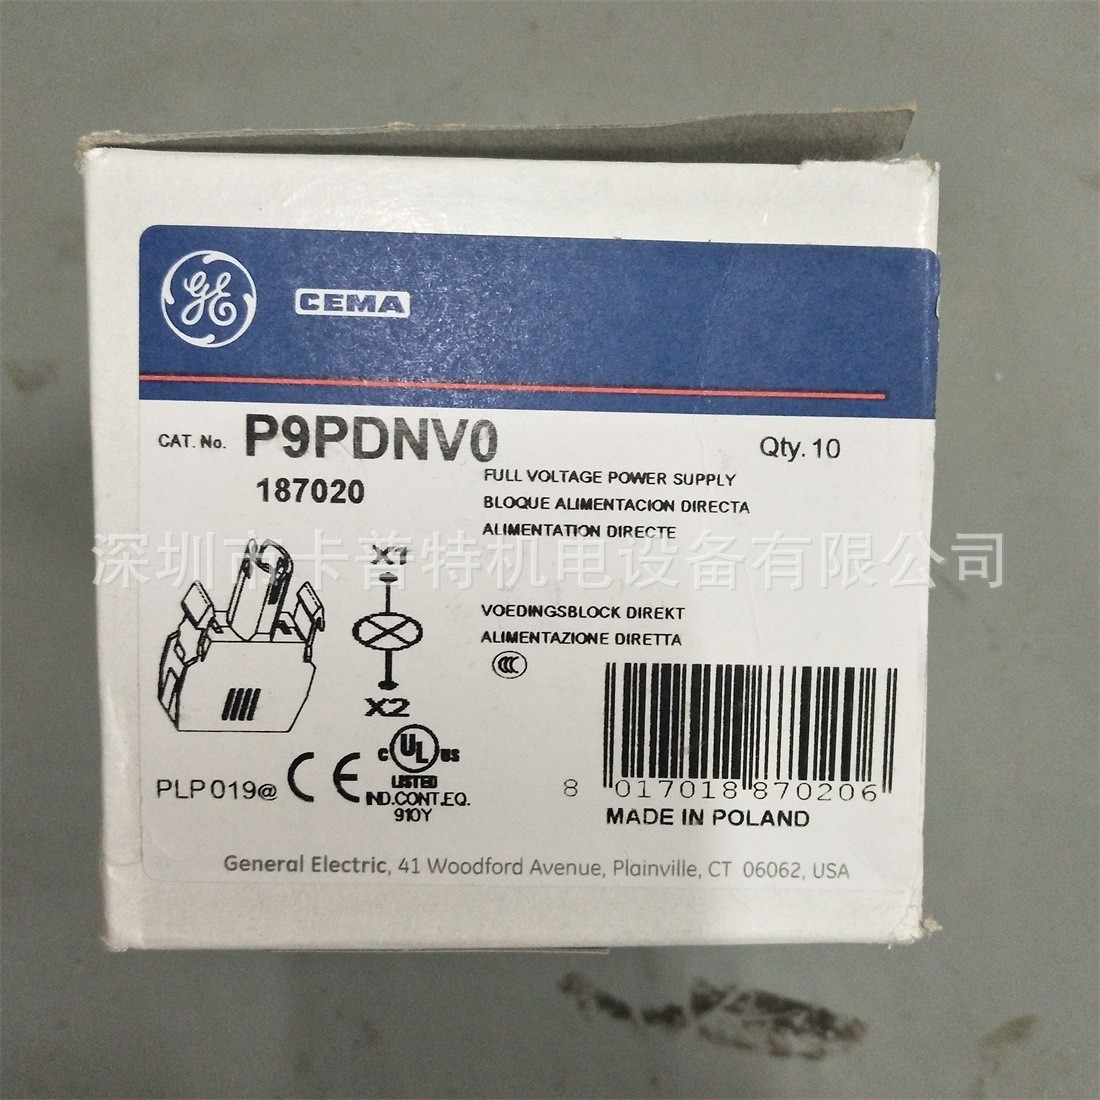 GE CEMA
CAT. No. P9PDNV0 Qty. 10
187020
FULL VOLTAGE POWER SUPPLY
BLOQUE ALIMENTACION DIRECTA
ALIMENTATION DIRECTE
深圳市卡普特机电设备有限公司
X1
VOEDINGSBLOCK DIREKT
ALIMENTAZIONE DIRETTA
CCC
X2
PLP019@ CE C UL US
LISTED
IND.CONT.EQ.
910Y
8 017018 870206
MADE IN POLAND
General Electric, 41 Woodford Avenue, Plainville, CT 06062, USA